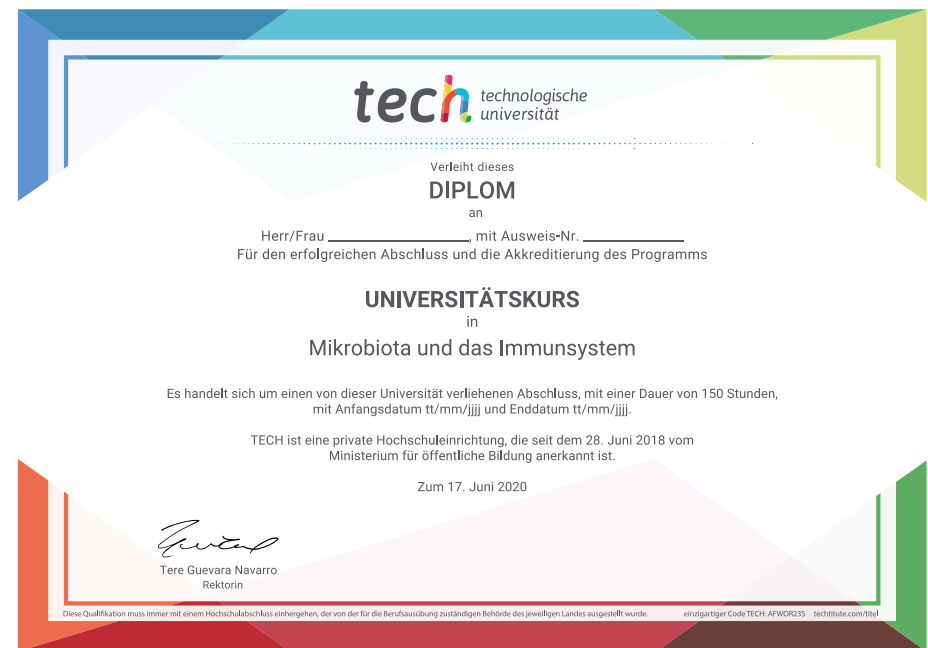 tech technologische
universität
Verleiht dieses
DIPLOM
an
Herr/Frau ____________________, mit Ausweis-Nr. ______________
Für den erfolgreichen Abschluss und die Akkreditierung des Programms
UNIVERSITÄTSKURS
in
Mikrobiota und das Immunsystem
Es handelt sich um einen von dieser Universität verliehenen Abschluss, mit einer Dauer von 150 Stunden,
mit Anfangsdatum tt/mm/jjjj und Enddatum tt/mm/jjjj.
TECH ist eine private Hochschuleinrichtung, die seit dem 28. Juni 2018 vom
Ministerium für öffentliche Bildung anerkannt ist.
Zum 17. Juni 2020
Tere Guevara Navarro
Rektorin
Diese Qualifikation muss immer mit einem Hochschulabschluss einhergehen, der von der für die Berufsausübung zuständigen Behörde des jeweiligen Landes ausgestellt wurde. einzigartiger Code TECH: AFWOR23S techtitute.com/titel